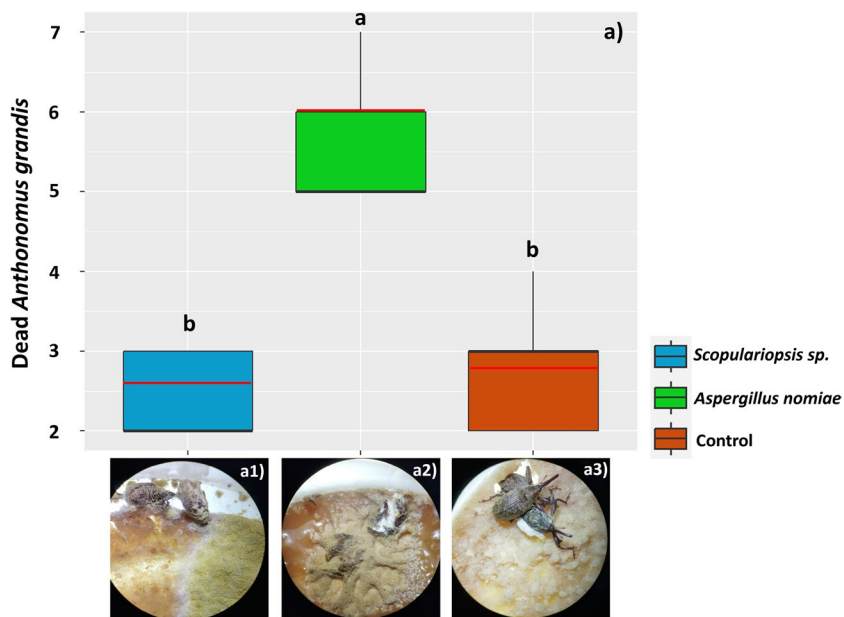 a
7
a)
6
5
b
4
b
3
2
Dead Anthonomus grandis
Scopulariopsis sp.
Aspergillus nomiae
Control
a1)
a2)
a3)